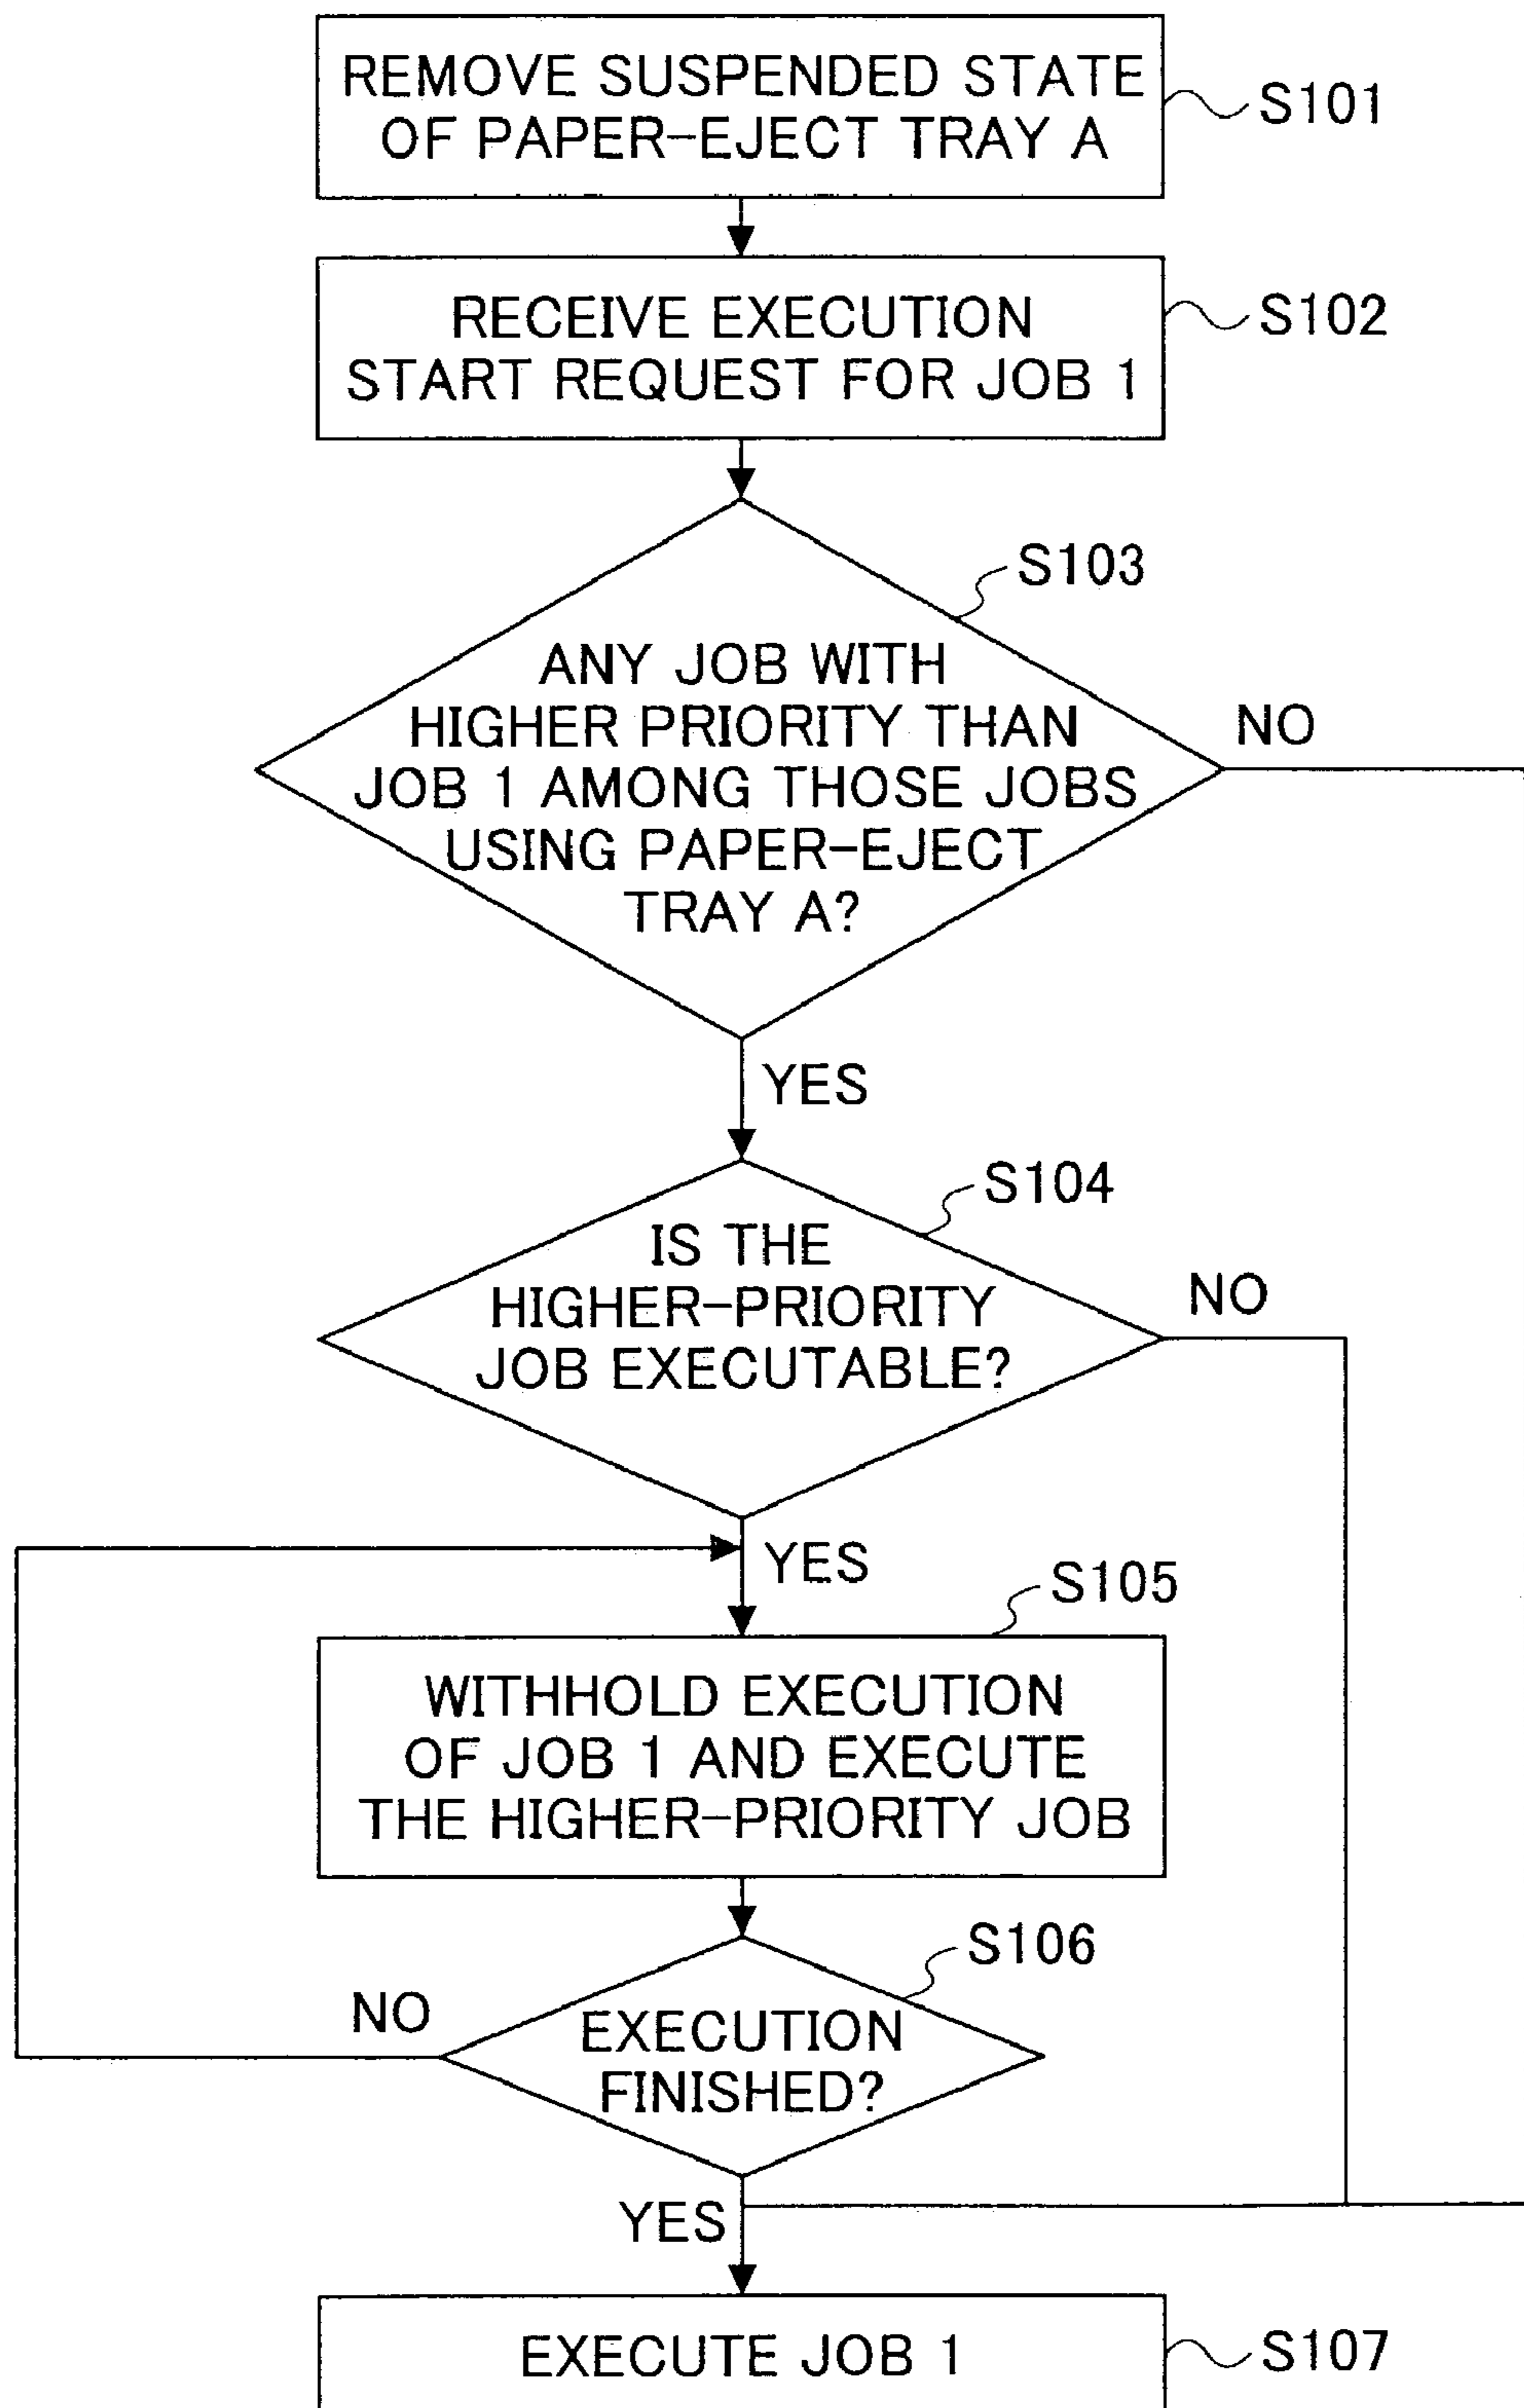 REMOVE SUSPENDED STATE
OF PAPER-EJECT TRAY A
S101
RECEIVE EXECUTION
START REQUEST FOR JOB 1
S102
S103
ANY JOB WITH
HIGHER PRIORITY THAN
JOB 1 AMONG THOSE JOBS
USING PAPER-EJECT
TRAY A?
NO
YES
S104
IS THE
HIGHER-PRIORITY
JOB EXECUTABLE?
NO
YES
S105
WITHHOLD EXECUTION
OF JOB 1 AND EXECUTE
THE HIGHER-PRIORITY JOB
S106
EXECUTION
FINISHED?
NO
YES
EXECUTE JOB 1
S107